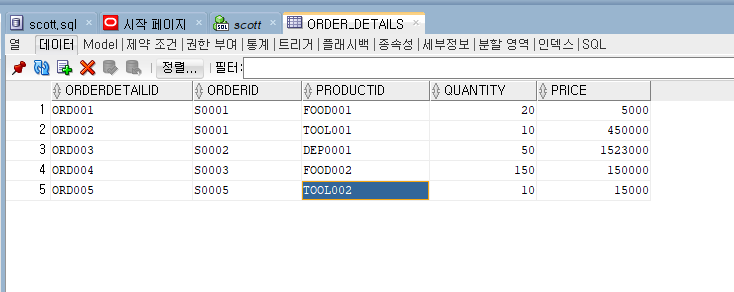 scott.sql × 시작 페이지 × scott × ORDER_DETAILS ×
열 데이터 Model 제약 조건 권한 부여 통계 트리거 플래시백 종속성 세부정보 분할 영역 인덱스 SQL
정렬... 필터:
ORDERDETAILID ORDERID PRODUCTID QUANTITY PRICE
1 ORD001 S0001 FOOD001 20 5000
2 ORD002 S0001 TOOL001 10 450000
3 ORD003 S0002 DEP0001 50 1523000
4 ORD004 S0003 FOOD002 150 150000
5 ORD005 S0005 TOOL002 10 15000